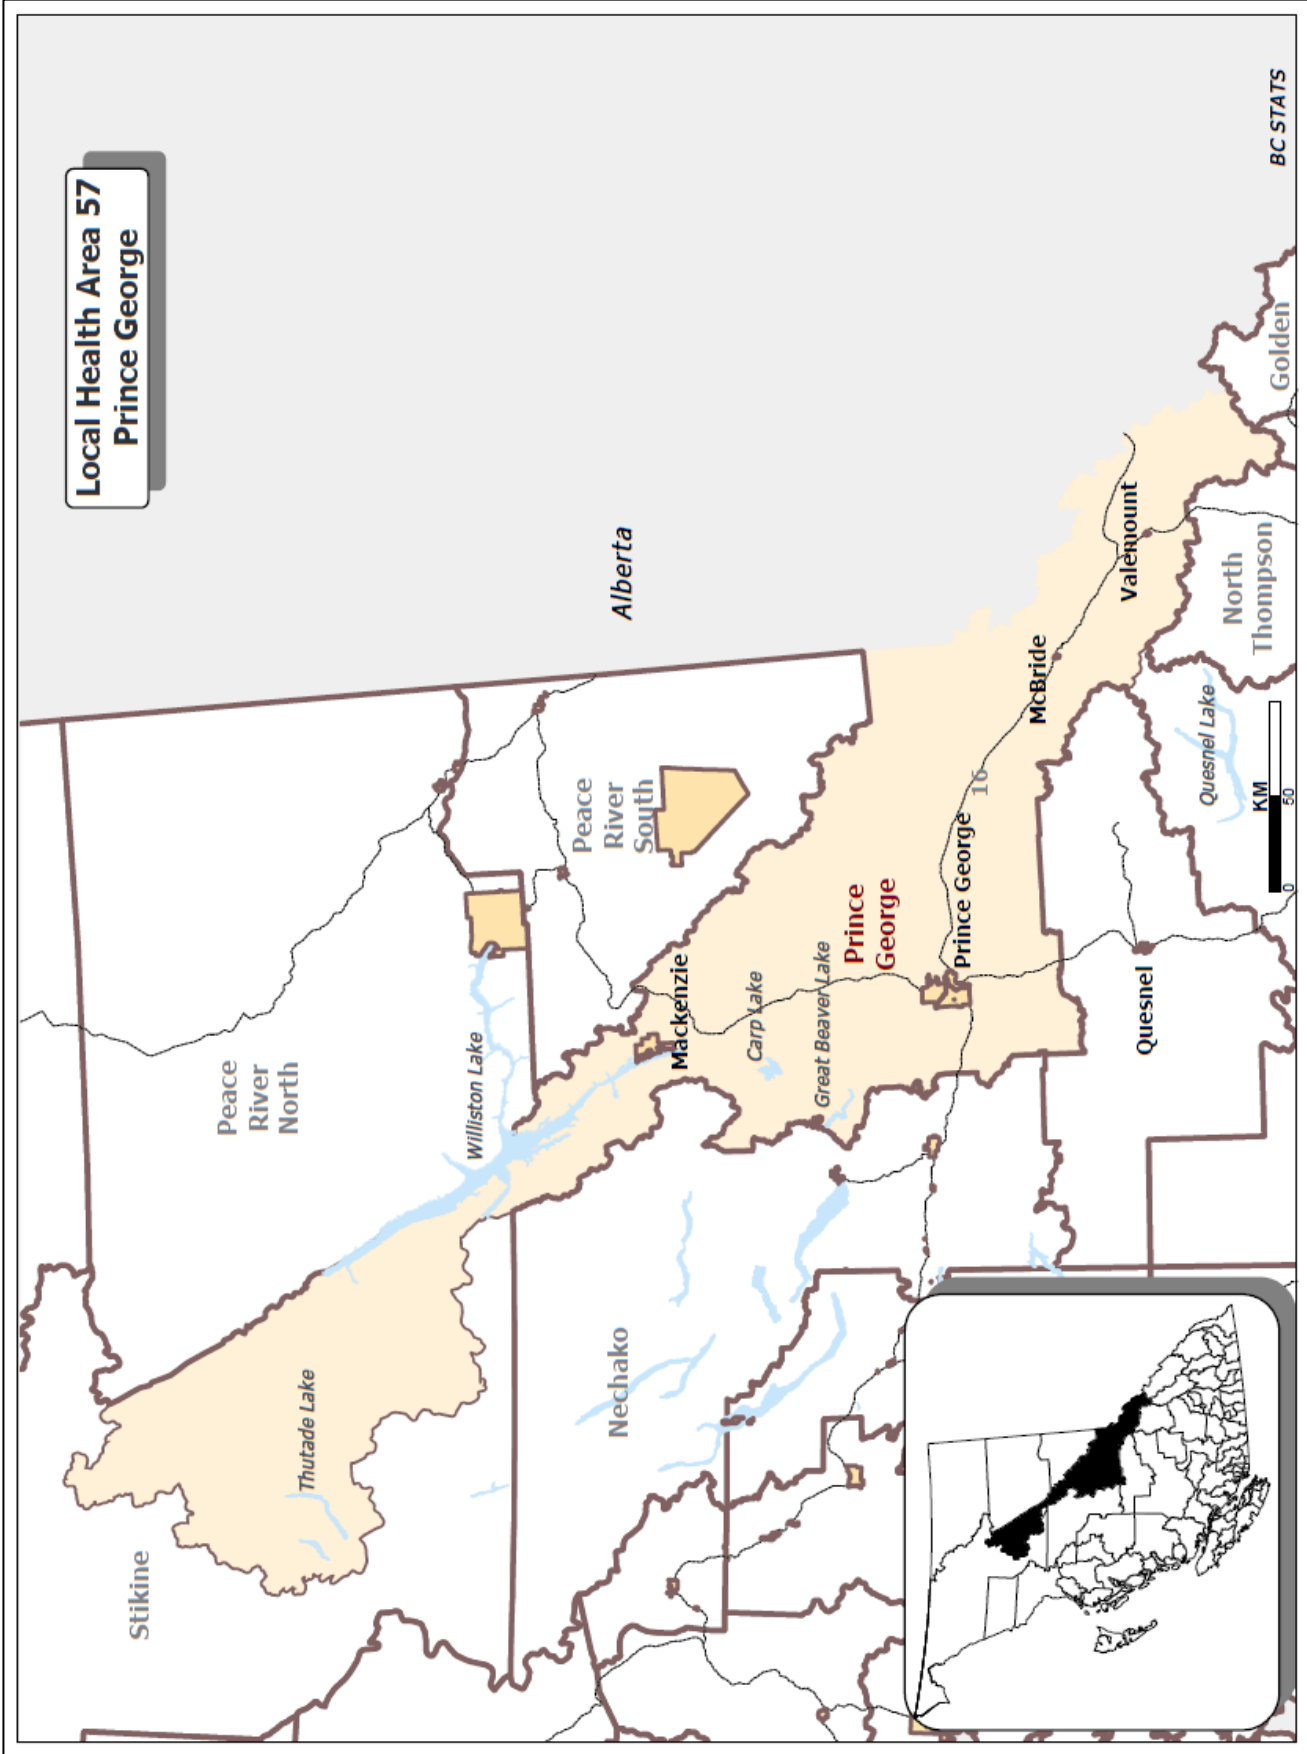 Local Health Area 57
Prince George
Stikine
Thutade Lake
Peace
River
North
Williston Lake
Nechako
Peace
River
South
Alberta
Mackenzie
Carp Lake
Great Beaver Lake
Prince
George
Prince George
16
McBride
Valemount
Quesnel
Quesnel Lake
North
Thompson
Golden
KM
0
50
BC STATS